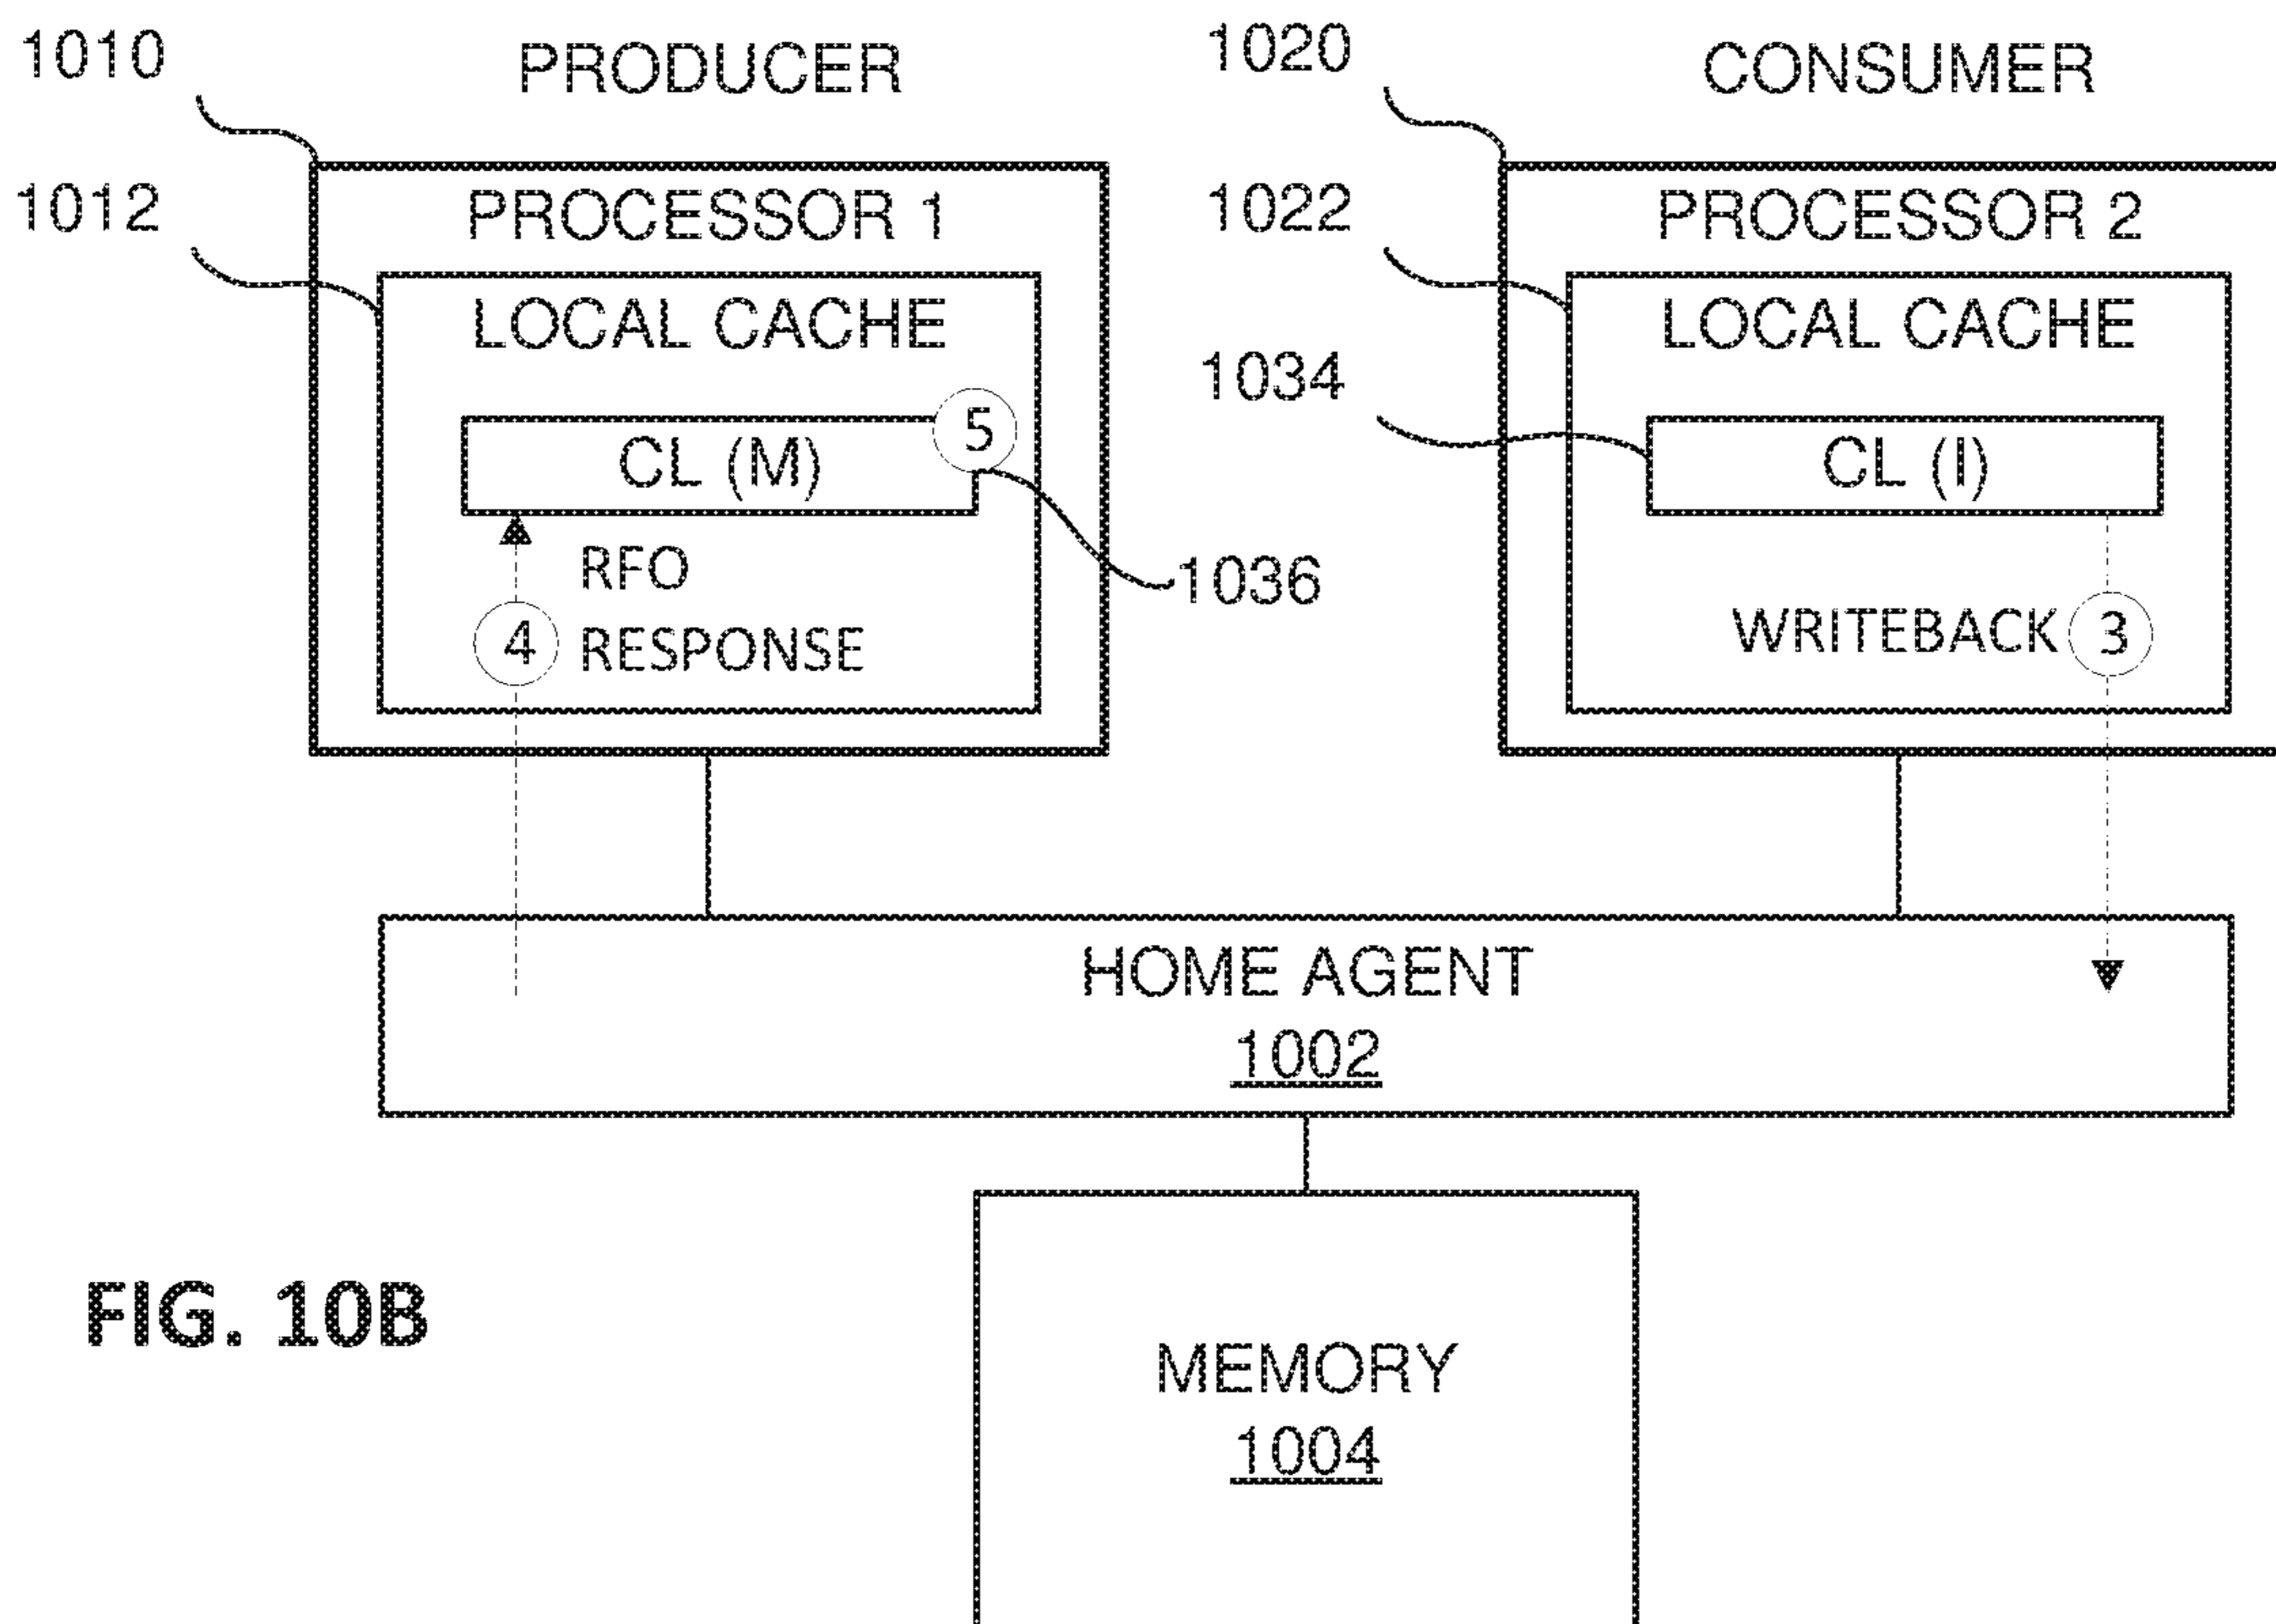 1010
PRODUCER
1020
CONSUMER
1012
PROCESSOR 1
1022
PROCESSOR 2
LOCAL CACHE
LOCAL CACHE
1034
CL (M)
5
CL (I)
RFO
1036
4
RESPONSE
WRITEBACK
3
HOME AGENT
1002
MEMORY
1004
FIG. 10B